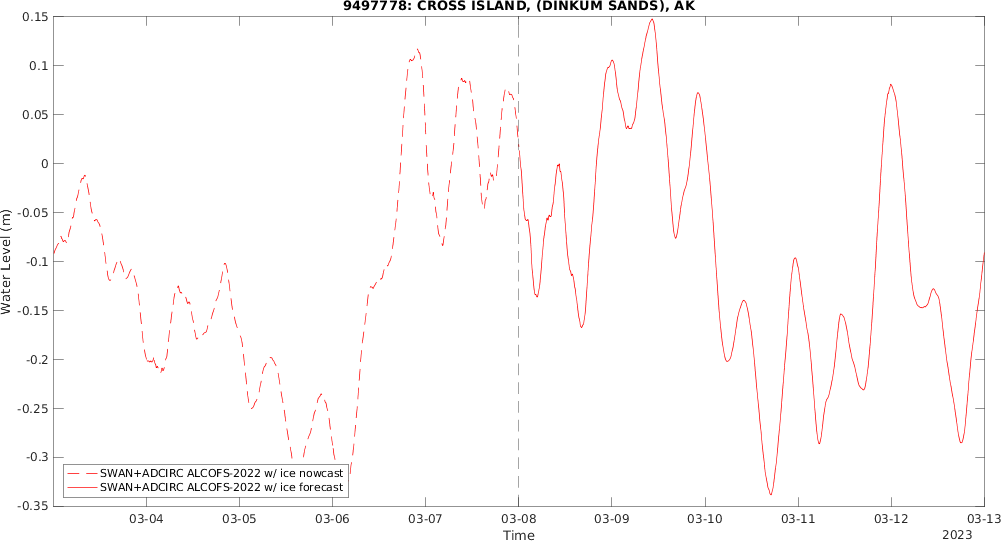 9497778: CROSS ISLAND, (DINKUM SANDS), AK
0.15
0.1
0.05
0
-0.05
-0.1
-0.15
-0.2
-0.25
-0.3
-0.35
Water Level (m)
SWAN+ADCIRC ALCOFS-2022 w/ ice nowcast
SWAN+ADCIRC ALCOFS-2022 w/ ice forecast
03-04 03-05 03-06 03-07 03-08 03-09 03-10 03-11 03-12 03-13
Time
2023